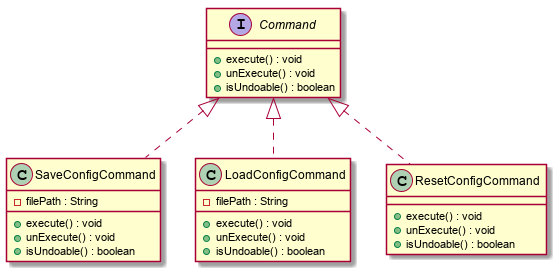 I Command
execute() : void
unExecute() : void
isUndoable() : boolean
C SaveConfigCommand
filePath : String
execute() : void
unExecute() : void
isUndoable() : boolean
C LoadConfigCommand
filePath : String
execute() : void
unExecute() : void
isUndoable() : boolean
C ResetConfigCommand
execute() : void
unExecute() : void
isUndoable() : boolean